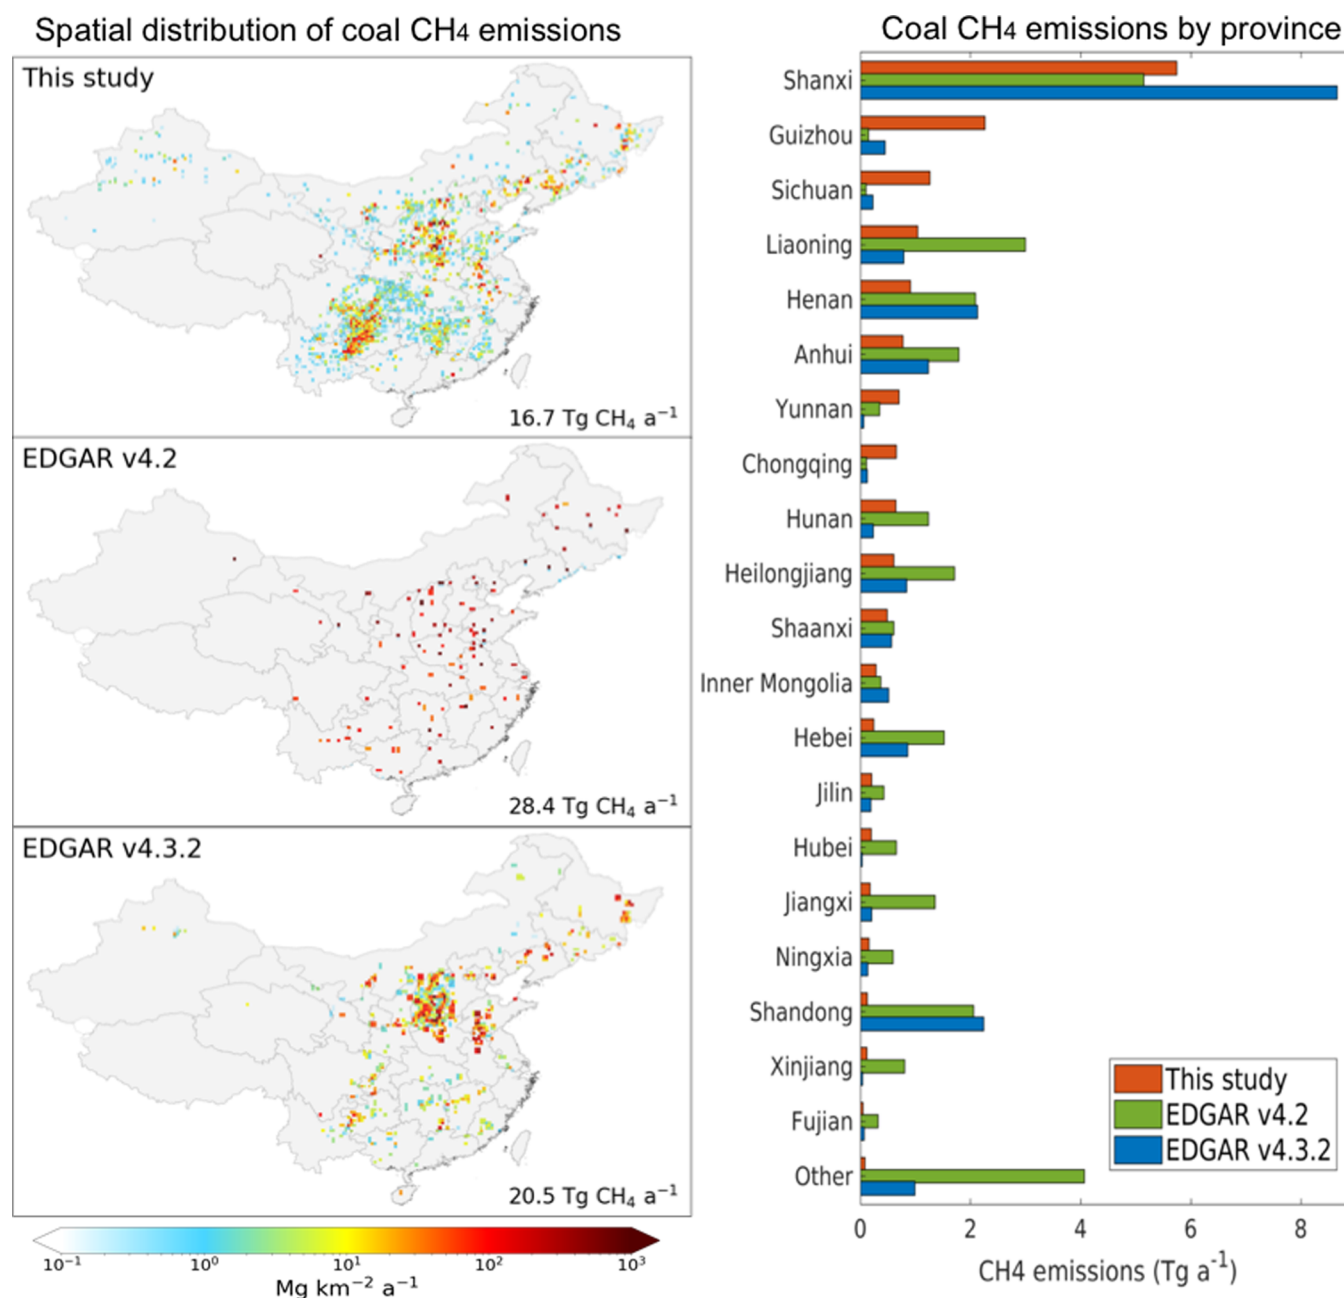 Spatial distribution of coal CH4 emissions
This study
16.7 Tg CH₄ a⁻¹
EDGAR v4.2
28.4 Tg CH₄ a⁻¹
EDGAR v4.3.2
20.5 Tg CH₄ a⁻¹
10⁻¹ 10⁰ 10¹ 10² 10³
Mg km⁻² a⁻¹
Coal CH4 emissions by province
Shanxi
Guizhou
Sichuan
Liaoning
Henan
Anhui
Yunnan
Chongqing
Hunan
Heilongjiang
Shaanxi
Inner Mongolia
Hebei
Jilin
Hubei
Jiangxi
Ningxia
Shandong
Xinjiang
Fujian
Other
This study
EDGAR v4.2
EDGAR v4.3.2
0 2 4 6 8
CH4 emissions (Tg a⁻¹)